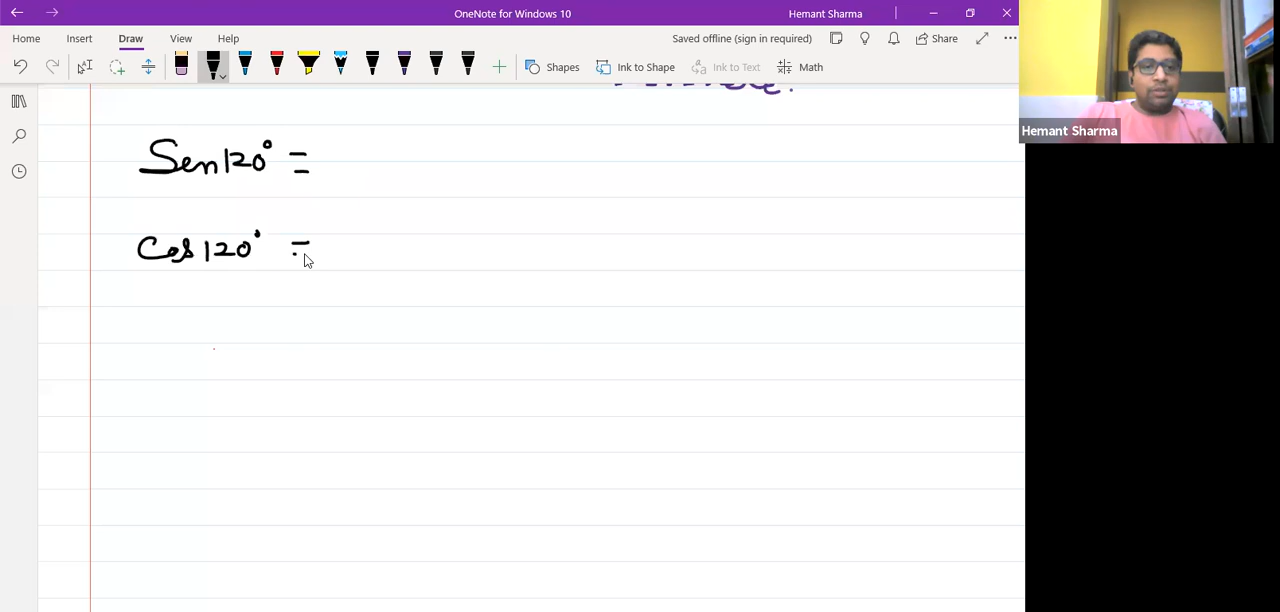 OneNote for Windows 10
Hemant Sharma
Home Insert Draw View Help
Saved offline (sign in required)
Share
Shapes
Ink to Shape
Ink to Text
Math
Hemant Sharma
Sen 120° =
Cos 120° =